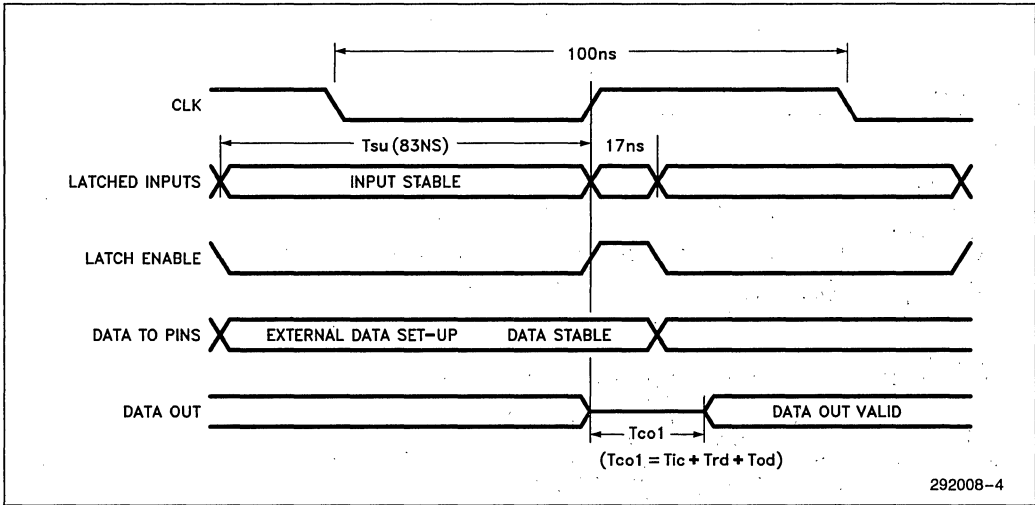 100ns
CLK
Tsu (83NS)
17ns
LATCHED INPUTS
INPUT STABLE
LATCH ENABLE
DATA TO PINS
EXTERNAL DATA SET-UP DATA STABLE
DATA OUT
DATA OUT VALID
Tco1
(Tco1 = Tic + Trd + Tod)
292008-4